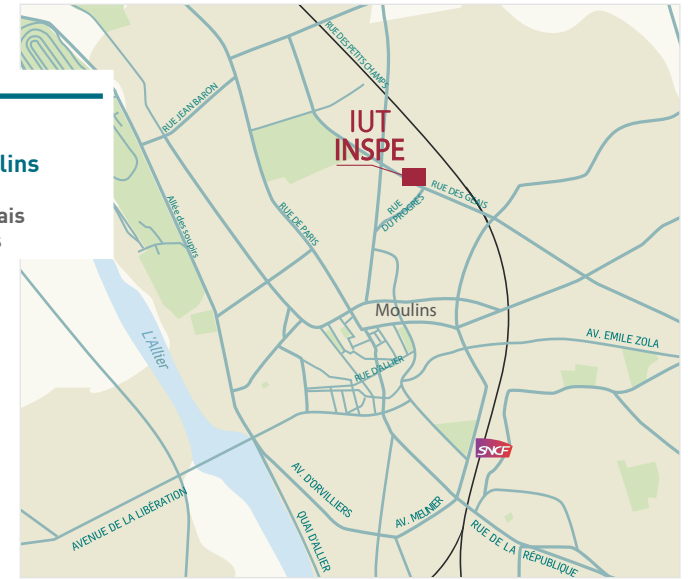 lins
ais
s
RUE DES PETITS CHAMPS
RUE JEAN BARON
IUT
INSPE
RUE DES GEAIS
RUE
DU PROGRÈS
Allée des soupirs
RUE DE PARIS
Moulins
L'Allier
AV. EMILE ZOLA
RUE D'ALLIER
SNCF
AV. D'ORVILLIERS
AVENUE DE LA LIBÉRATION
QUAI D'ALLIER
AV. MEUNIER
RUE DE LA RÉPUBLIQUE